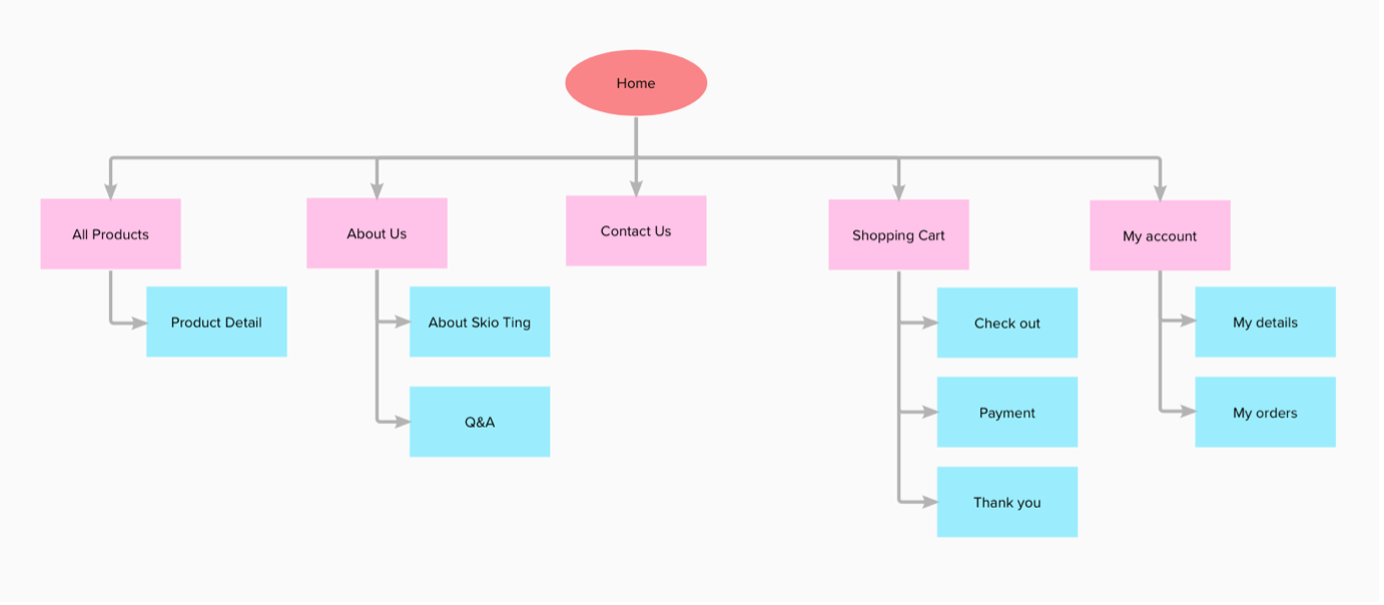 Home
All Products
About Us
Contact Us
Shopping Cart
My account
Product Detail
About Skio Ting
Check out
My details
Q&A
Payment
My orders
Thank you